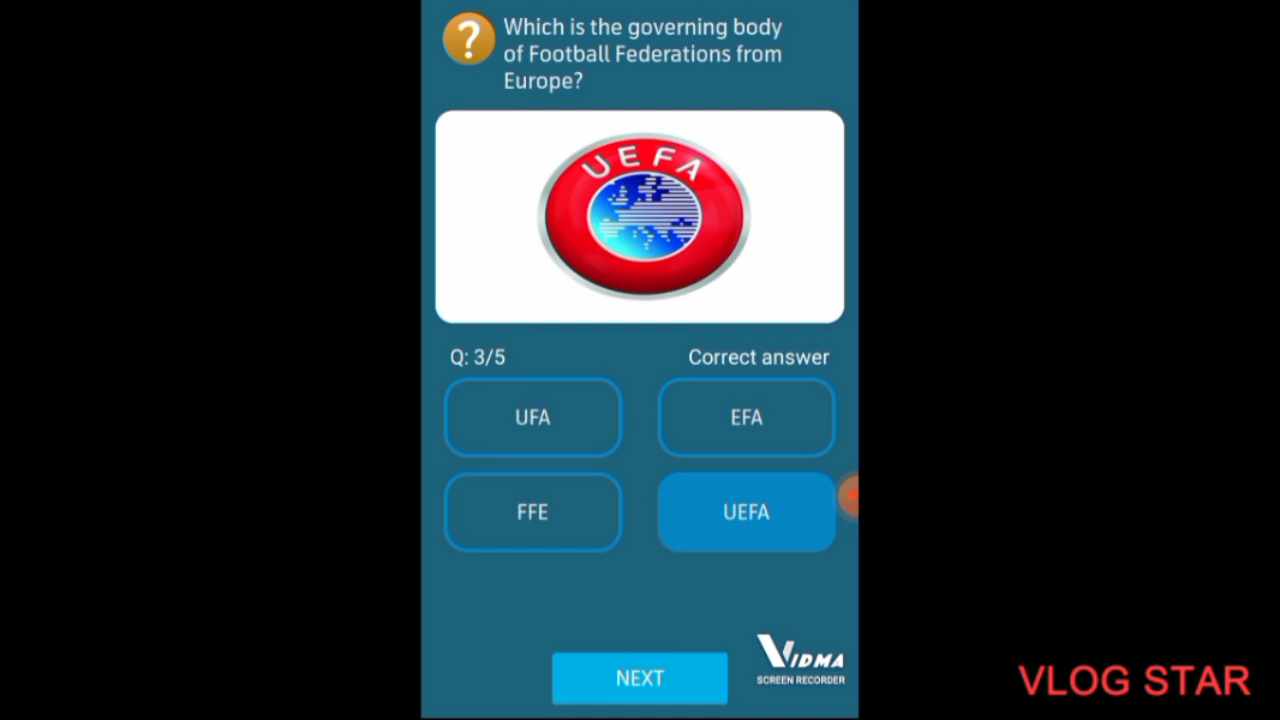 ?
Which is the governing body
of Football Federations from
Europe?
UEFA
Q: 3/5
Correct answer
UFA
EFA
FFE
UEFA
NEXT
VIDMA
SCREEN RECORDER
VLOG STAR